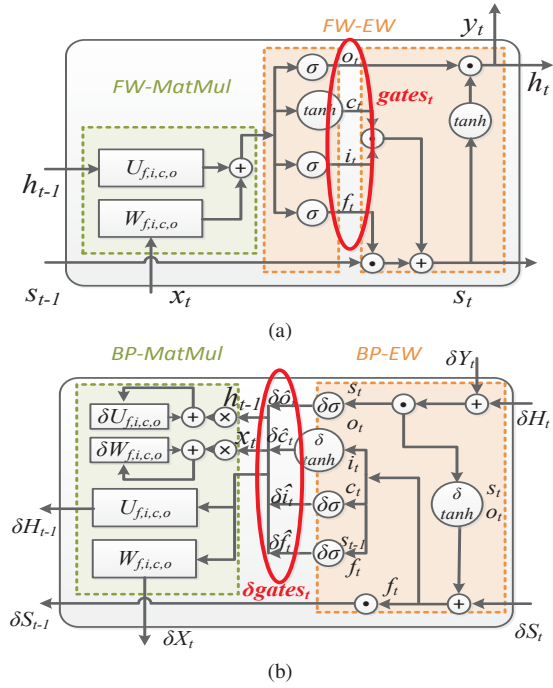 y_t
FW-EW
FW-MatMul
σ
o_t
h_t
tanh
c_t
gates_t
tanh
h_{t-1}
U_{f,i,c,o}
+
σ
i_t
W_{f,i,c,o}
σ
f_t
+
s_{t-1}
x_t
s_t
(a)
BP-MatMul
BP-EW
δY_t
h_{t-1}
δô
δσ
s_t
o_t
+
δH_t
δU_{f,i,c,o}
+
×
δW_{f,i,c,o}
+
×
x_t
δĉ_t
δ tanh
i_t
δ tanh
s_t
o_t
δH_{t-1}
U_{f,i,c,o}
δî_t
δσ
c_t
W_{f,i,c,o}
δf̂_t
δσ
s_{t-1}
f_t
δgates_t
f_t
+
δS_{t-1}
δX_t
δS_t
(b)